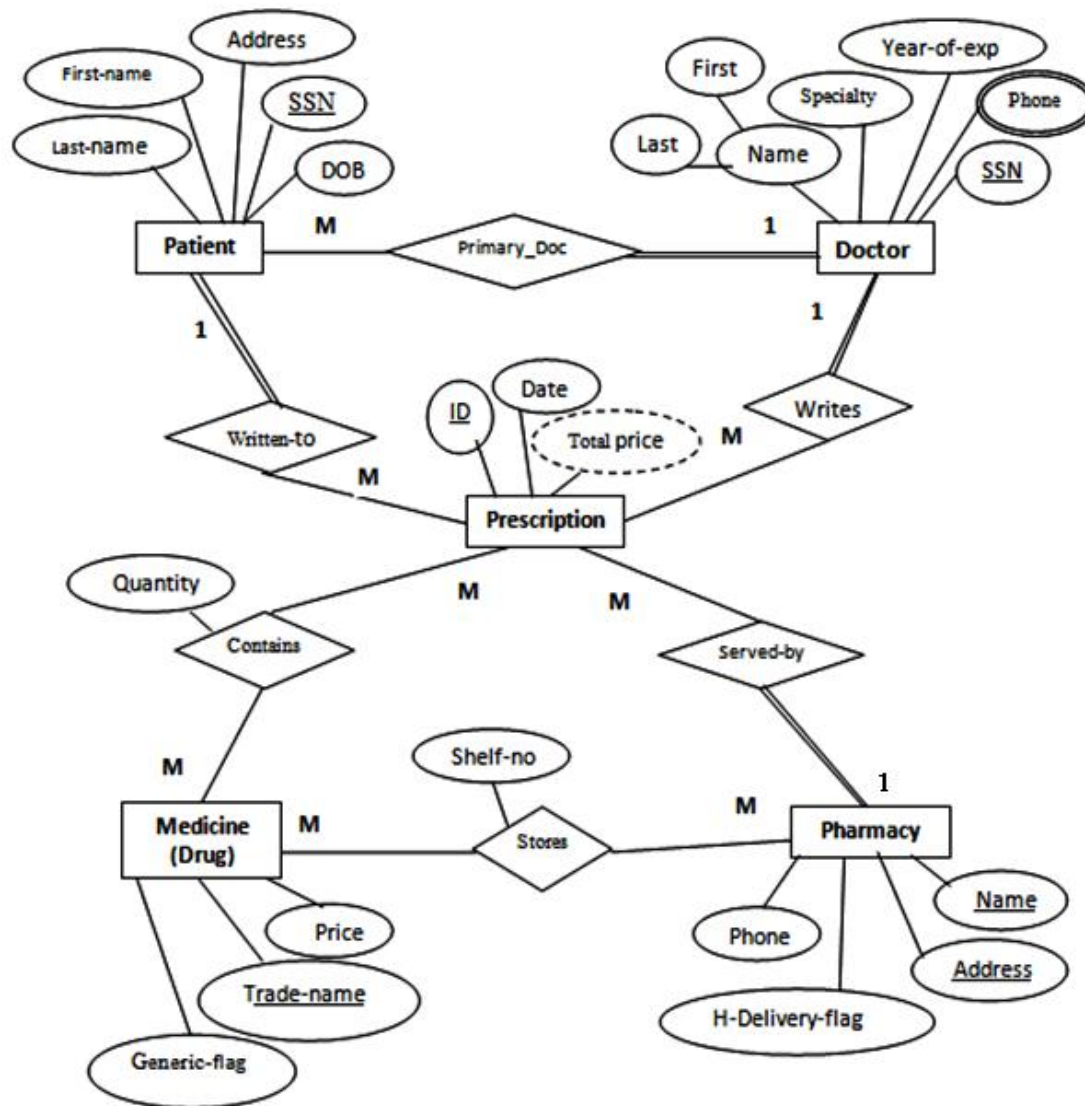 Address
Year-of-exp
First-name
First
SSN
Specialty
Phone
Last-name
Last
Name
DOB
SSN
Patient
M
Primary_Doc
1
Doctor
1
1
ID
Date
Writes
Written-to
Total price
M
M
Prescription
Quantity
M
M
Contains
Served-by
Shelf-no
M
1
Medicine
(Drug)
M
Stores
M
Pharmacy
Name
Price
Phone
Address
Trade-name
H-Delivery-flag
Generic-flag